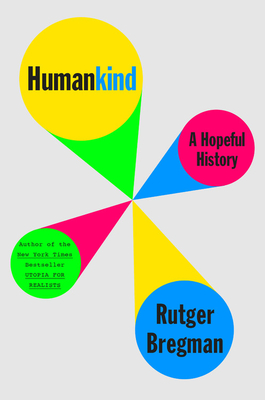 Humankind
A Hopeful
History
Author of the
New York Times
Bestseller
UTOPIA FOR
REALISTS
Rutger
Bregman